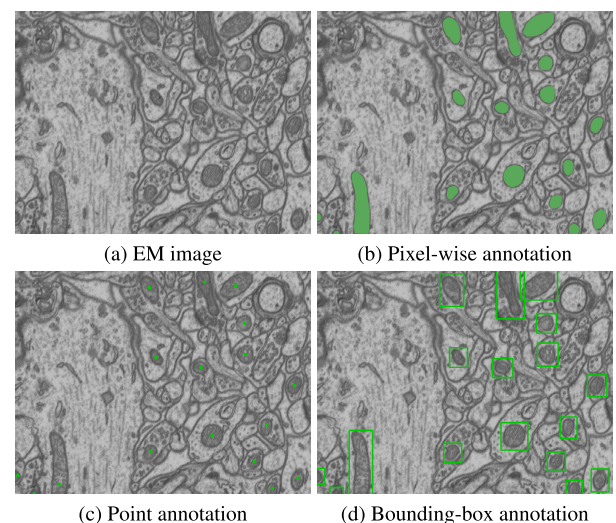 (a) EM image
(b) Pixel-wise annotation
(c) Point annotation
(d) Bounding-box annotation